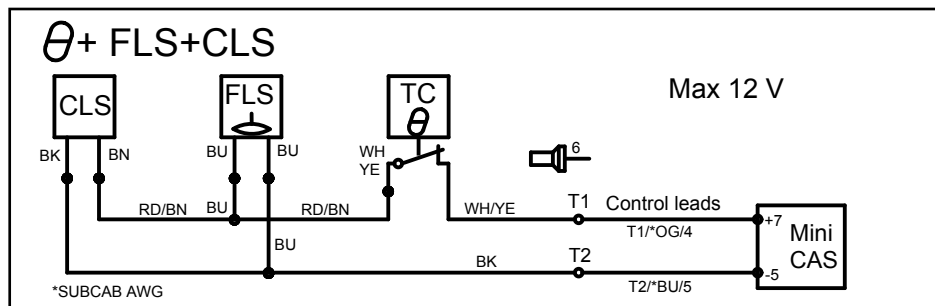 θ+ FLS+CLS
CLS
FLS
TC
θ
Max 12 V
BK
BN
BU
BU
WH
YE
6
RD/BN
BU
RD/BN
WH/YE
T1
Control leads
T1/*OG/4
+7
Mini
CAS
BU
BK
T2
T2/*BU/5
-5
*SUBCAB AWG